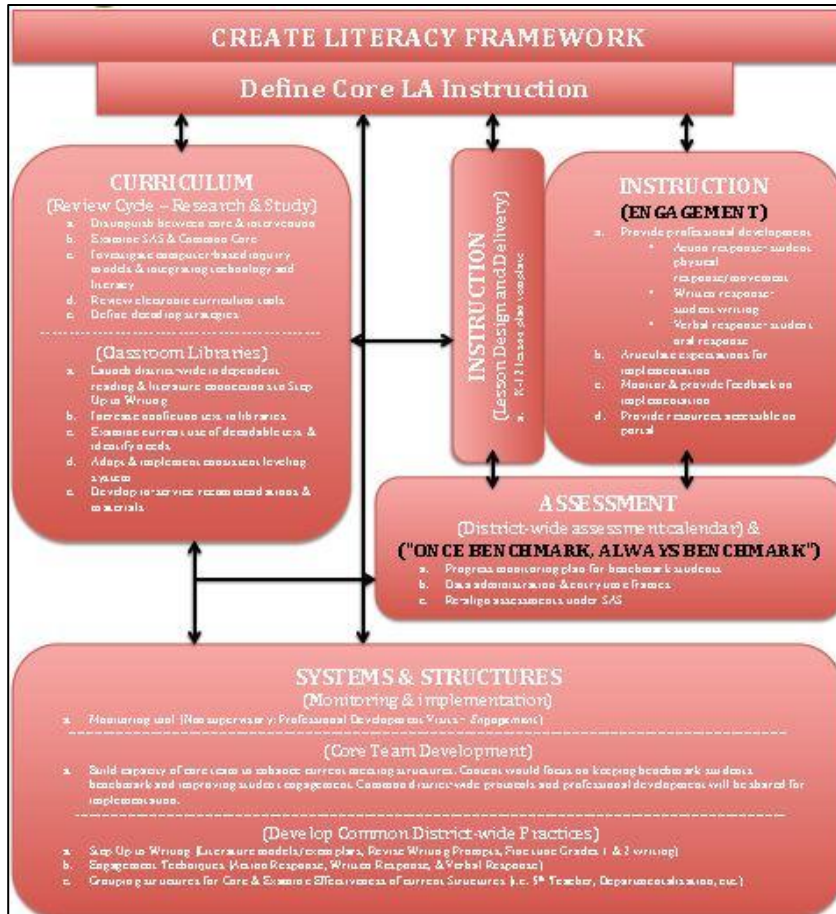 CREATE LITERACY FRAMEWORK
Define Core LA Instruction
CURRICULUM
(Review Cycle – Research & Study)
a. Distinguish between core & intervention
b. Examine SAS & Common Core
c. Investigate computer-based inquiry
models & integrating technology and
literacy
d. Review electronic curriculum tools
e. Define decoding strategies
(Classroom Libraries)
a. Launch district-wide independent
reading & literature connections to Step
Up to Writing
b. Increase nonfiction text in libraries
c. Examine current use of decodable text &
identify needs
d. Adopt & implement consistent leveling
system
e. Develop in-service recommendations &
materials
INSTRUCTION
(Lesson Design and Delivery)
a. K-12 lesson plan template
INSTRUCTION
(ENGAGEMENT)
a. Provide professional development
• Action response- student
physical
response/movement
• Written response-
student writing
• Verbal response- student
oral response
b. Articulate expectations for
implementation
c. Monitor & provide feedback on
implementation
d. Provide resources accessible on
portal
ASSESSMENT
(District-wide assessment calendar) &
("ONCE BENCHMARK, ALWAYS BENCHMARK")
a. Progress monitoring plan for benchmark students
b. Data administration & entry time frames
c. Re-align assessments under SAS
SYSTEMS & STRUCTURES
(Monitoring & implementation)
a. Monitoring tool (Non supervisory: Professional Development Visits – Engagement)
(Core Team Development)
a. Build capacity of core team to enhance current meeting structures. Content would focus on keeping benchmark students
benchmark and improving student engagement. Common district-wide protocols and professional development will be shared for
implementation.
(Develop Common District-wide Practices)
a. Step Up to Writing (Literature models/exemplars, Revise Writing Prompts, Fine tune Grades 1 & 2 writing)
b. Engagement Techniques (Action Response, Written Response, & Verbal Response)
c. Grouping structures for Core & Examine Effectiveness of current Structures (i.e. 5th Teacher, Departmentalization, etc.)